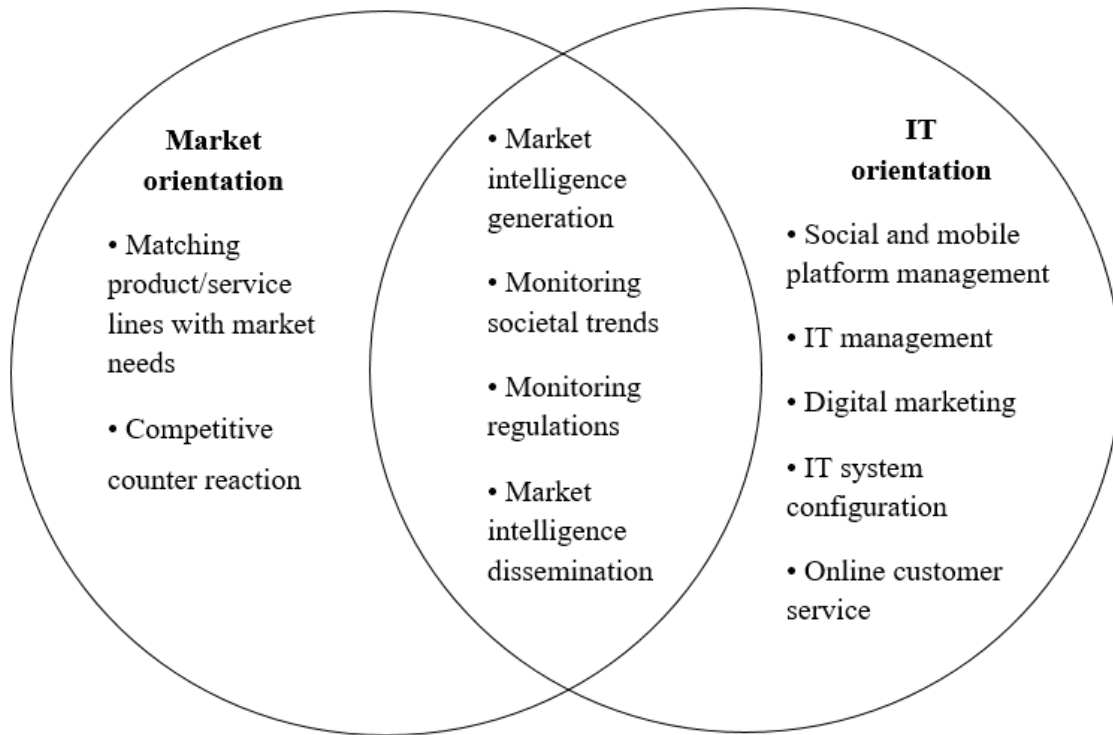 Market
orientation
• Matching
product/service
lines with market
needs
• Competitive
counter reaction
• Market
intelligence
generation
• Monitoring
societal trends
• Monitoring
regulations
• Market
intelligence
dissemination
IT
orientation
• Social and mobile
platform management
• IT management
• Digital marketing
• IT system
configuration
• Online customer
service